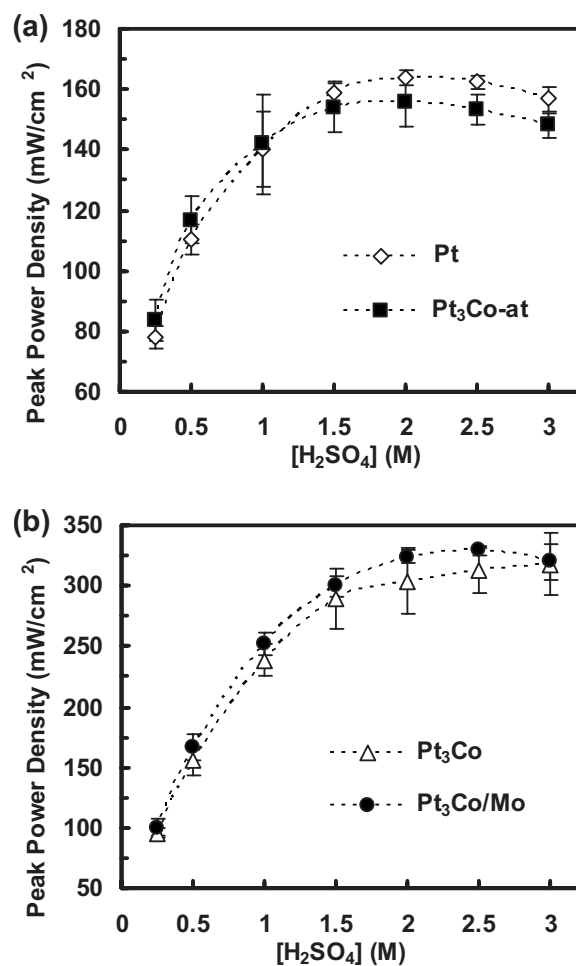 (a)
180
160
140
120
100
80
60
Peak Power Density (mW/cm ²)
Pt
Pt₃Co-at
0 0.5 1 1.5 2 2.5 3
[H₂SO₄] (M)
(b)
350
300
250
200
150
100
50
Peak Power Density (mW/cm ²)
Pt₃Co
Pt₃Co/Mo
0 0.5 1 1.5 2 2.5 3
[H₂SO₄] (M)